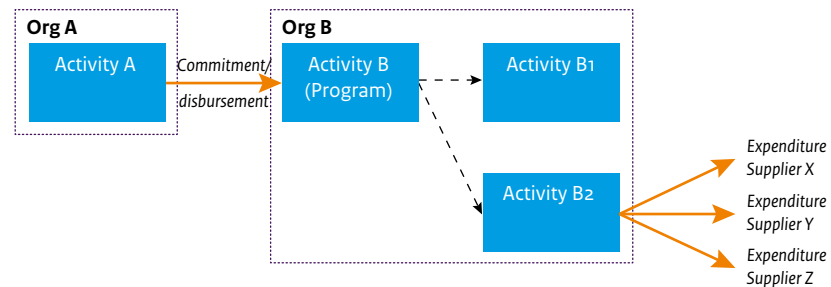 Org A
Org B
Activity A
Commitment/
disbursement
Activity B
(Program)
Activity B1
Activity B2
Expenditure
Supplier X
Expenditure
Supplier Y
Expenditure
Supplier Z